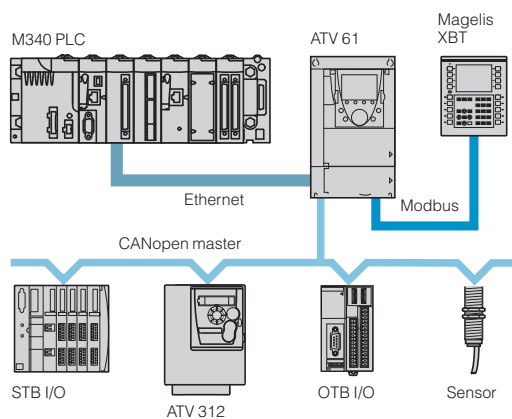 M340 PLC
ATV 61
Magelis
XBT
Ethernet
Modbus
CANopen master
STB I/O
ATV 312
OTB I/O
Sensor